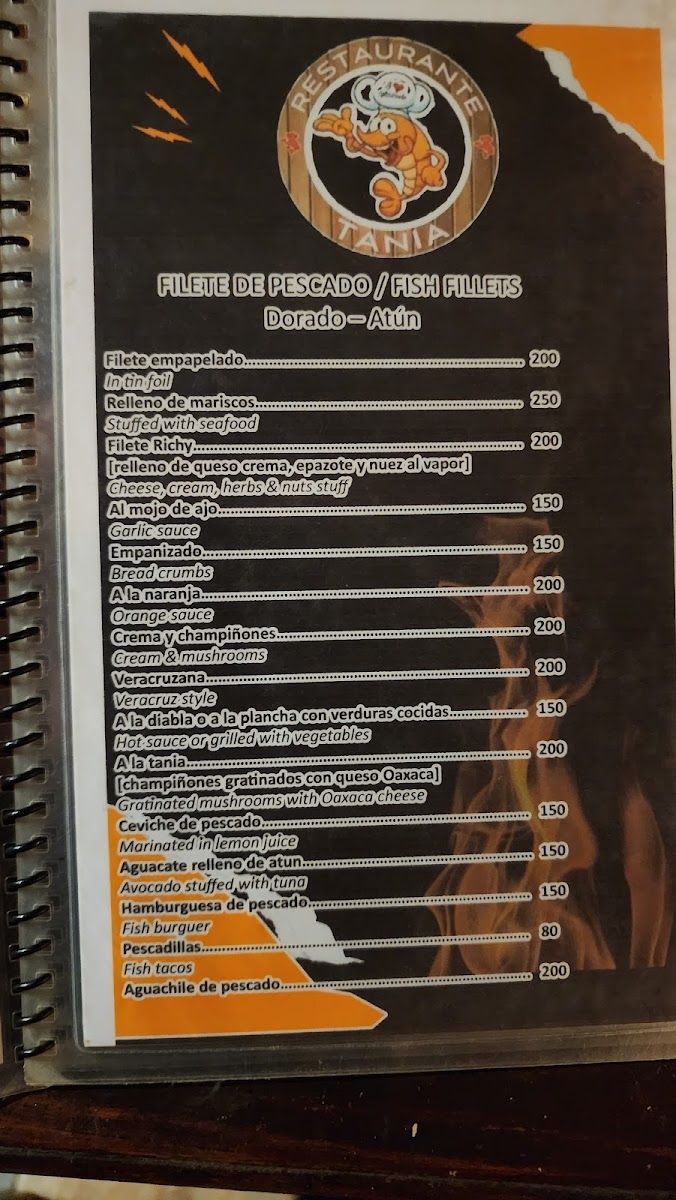 RESTAURANTE
TANIA
FILETE DE PESCADO / FISH FILLETS
Dorado – Atún
Filete empapelado 200
In tin foil
Relleno de mariscos 250
Stuffed with seafood
Filete Richy 200
[relleno de queso crema, epazote y nuez al vapor]
Cheese, cream, herbs & nuts stuff
Al mojo de ajo 150
Garlic sauce
Empanizado 150
Bread crumbs
A la naranja 200
Orange sauce
Crema y champiñones 200
Cream & mushrooms
Veracruzana 200
Veracruz style
A la diabla o a la plancha con verduras cocidas 150
Hot sauce or grilled with vegetables
A la tania 200
[champiñones gratinados con queso Oaxaca]
Gratinated mushrooms with Oaxaca cheese
Ceviche de pescado 150
Marinated in lemon juice
Aguacate relleno de atun 150
Avocado stuffed with tuna
Hamburguesa de pescado 150
Fish burguer
Pescadillas 80
Fish tacos
Aguachile de pescado 200